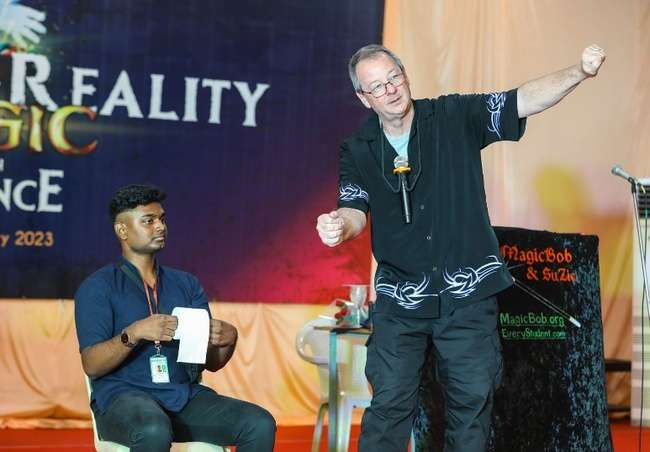 REALITY
GIC
NCE
y 2023
MagicBob
& SuZie
MagicBob.org
EveryStudent.com